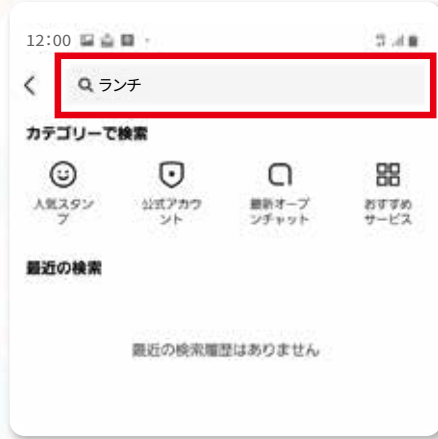 12:00
ランチ
カテゴリーで検索
人気スタン
プ
公式アカウ
ント
最新オープ
ンチャット
おすすめ
サービス
最近の検索
最近の検索履歴はありません